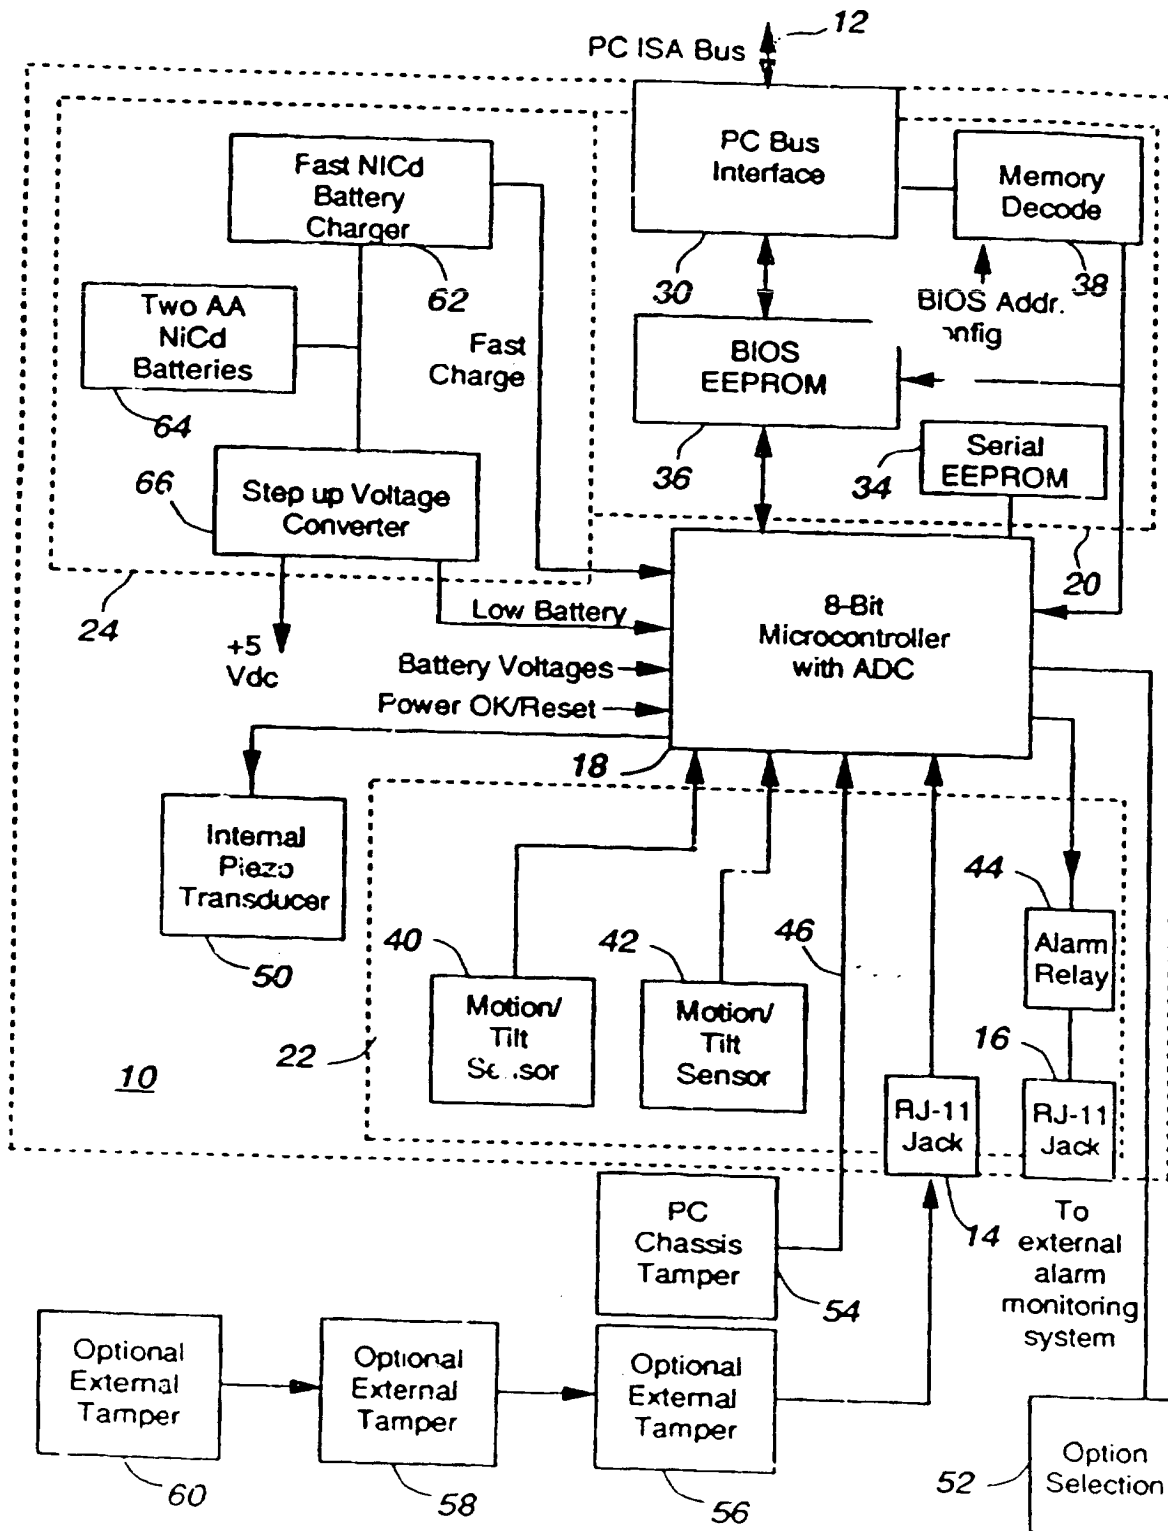 12
PC ISA Bus
PC Bus
Interface
Memory
Decode
Fast NICd
Battery
Charger
30
38
62
BIOS Addr.
nfig
Two AA
NiCd
Batteries
Fast
Charge
BIOS
EEPROM
64
36
34
Serial
EEPROM
66
Step up Voltage
Converter
20
24
+5
Vdc
Low Battery
Battery Voltages
Power OK/Reset
8-Bit
Microcontroller
with ADC
18
Internal
Piezo
Transducer
50
40
42
46
44
Alarm
Relay
Motion/
Tilt
Motion/
Tilt
Sensor
22
16
10
RJ-11
Jack
RJ-11
Jack
PC
Chassis
Tamper
14
54
To
external
alarm
monitoring
system
Optional
External
Tamper
Optional
External
Tamper
Optional
External
Tamper
60
58
56
52
Option
Selection